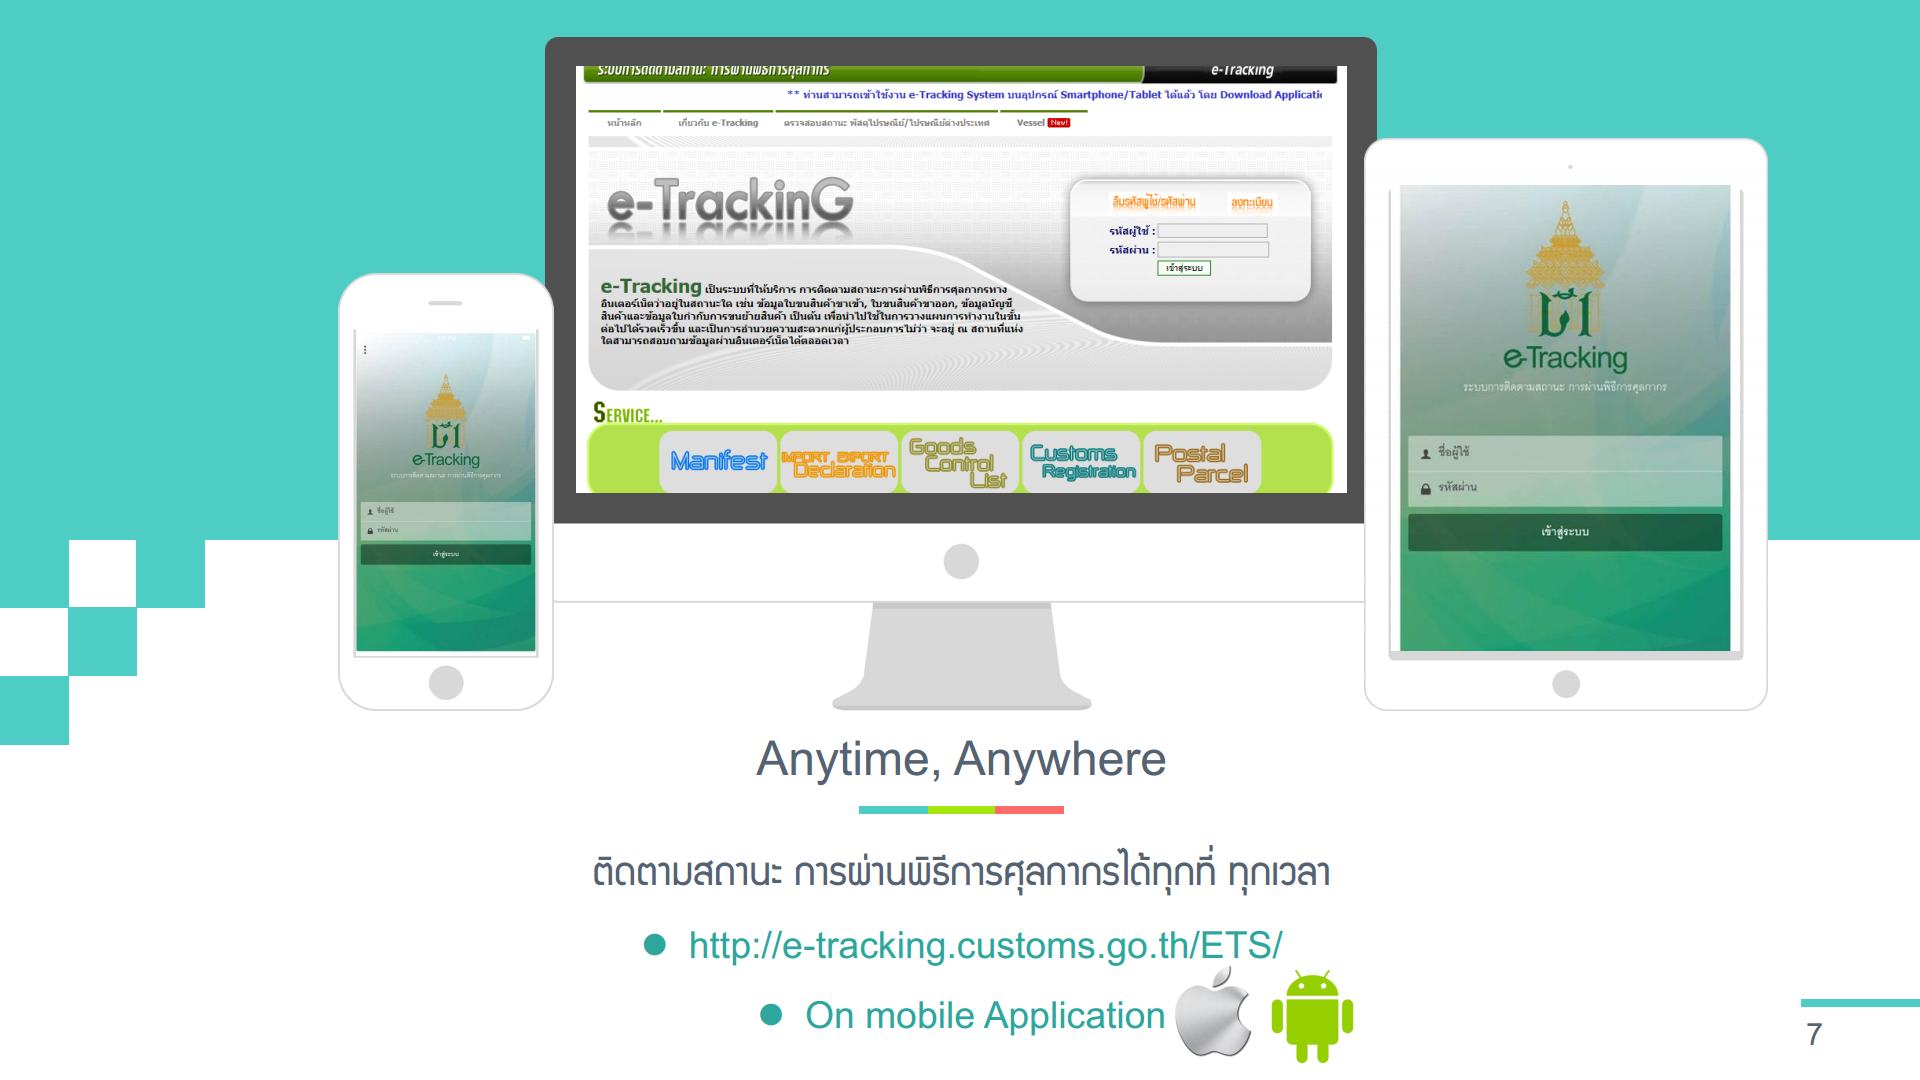 ระบบการติดตามสถานะ การผ่านพิธีการศุลกากร
e-Tracking
** ท่านสามารถเข้าใช้งาน e-Tracking System บนอุปกรณ์ Smartphone/Tablet ได้แล้ว โดย Download Applicatio
หน้าหลัก
เกี่ยวกับ e-Tracking
ตรวจสอบสถานะ พัสดุไปรษณีย์/ไปรษณีย์ต่างประเทศ
Vessel New!
e-TrackinG
ลืมรหัสผู้ใช้/รหัสผ่าน
ลงทะเบียน
รหัสผู้ใช้ :
รหัสผ่าน :
เข้าสู่ระบบ
e-Tracking เป็นระบบที่ให้บริการ การติดตามสถานะการผ่านพิธีการศุลกากรทาง
อินเตอร์เน็ตว่าอยู่ในสถานะใด เช่น ข้อมูลใบขนสินค้าขาเข้า, ใบขนสินค้าขาออก, ข้อมูลบัญชี
สินค้าและข้อมูลใบกำกับการขนย้ายสินค้า เป็นต้น เพื่อนำไปใช้ในการวางแผนการทำงานในขั้น
ต่อไปได้รวดเร็วขึ้น และเป็นการอำนวยความสะดวกแก่ผู้ประกอบการไม่ว่า จะอยู่ ณ สถานที่แห่ง
ใดสามารถสอบถามข้อมูลผ่านอินเตอร์เน็ตได้ตลอดเวลา
SERVICE...
Manifest
IMPORT EXPORT
Declaration
Goods
Control
List
Customs
Registration
Postal
Parcel
e-Tracking
ระบบการติดตามสถานะ การผ่านพิธีการศุลกากร
ชื่อผู้ใช้
รหัสผ่าน
เข้าสู่ระบบ
e-Tracking
ระบบการติดตามสถานะ การผ่านพิธีการศุลกากร
ชื่อผู้ใช้
รหัสผ่าน
เข้าสู่ระบบ
Anytime, Anywhere
ติดตามสถานะ การผ่านพิธีการศุลกากรได้ทุกที่ ทุกเวลา
● http://e-tracking.customs.go.th/ETS/
● On mobile Application
7